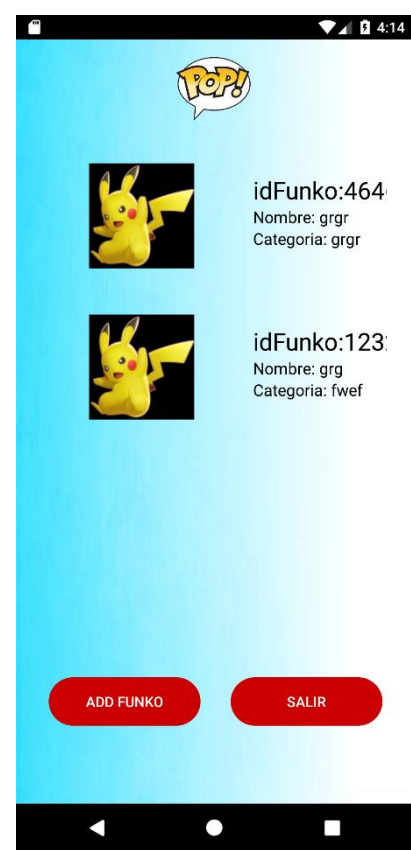 4:14
POP!
idFunko:464
Nombre: grgr
Categoria: grgr
idFunko:123
Nombre: grg
Categoria: fwef
ADD FUNKO
SALIR